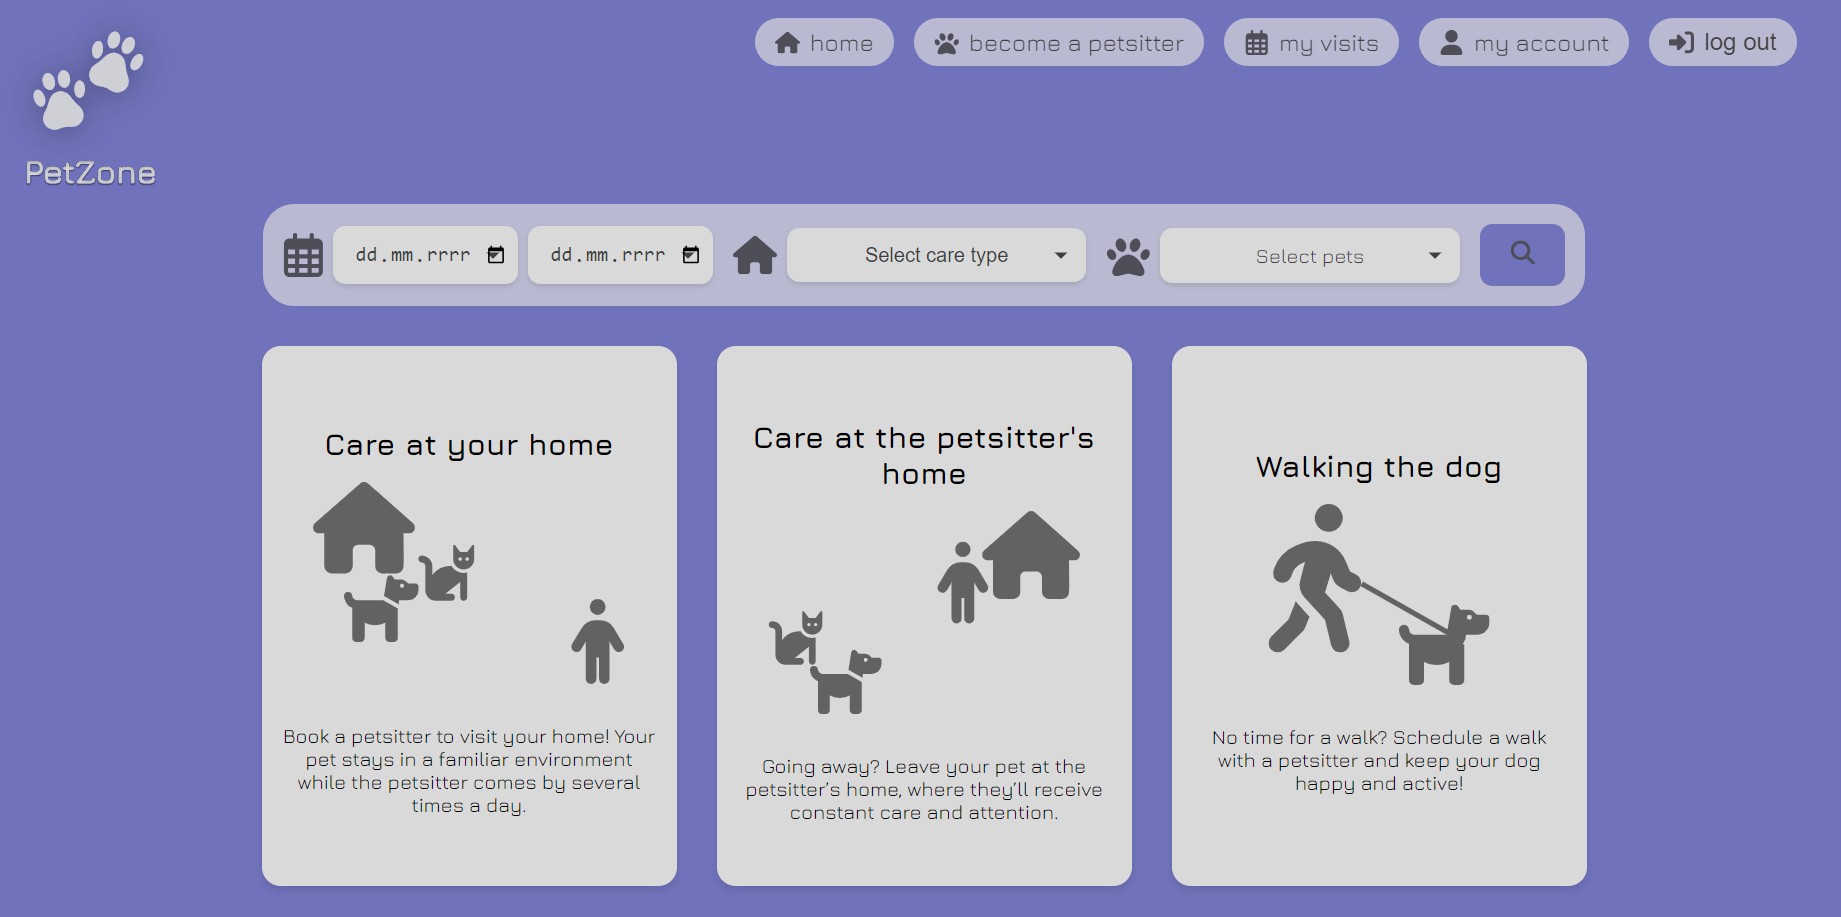 home
become a petsitter
my visits
my account
log out
PetZone
dd.mm.rrrr
dd.mm.rrrr
Select care type
Select pets
Care at your home
Book a petsitter to visit your home! Your
pet stays in a familiar environment
while the petsitter comes by several
times a day.
Care at the petsitter's
home
Going away? Leave your pet at the
petsitter’s home, where they’ll receive
constant care and attention.
Walking the dog
No time for a walk? Schedule a walk
with a petsitter and keep your dog
happy and active!